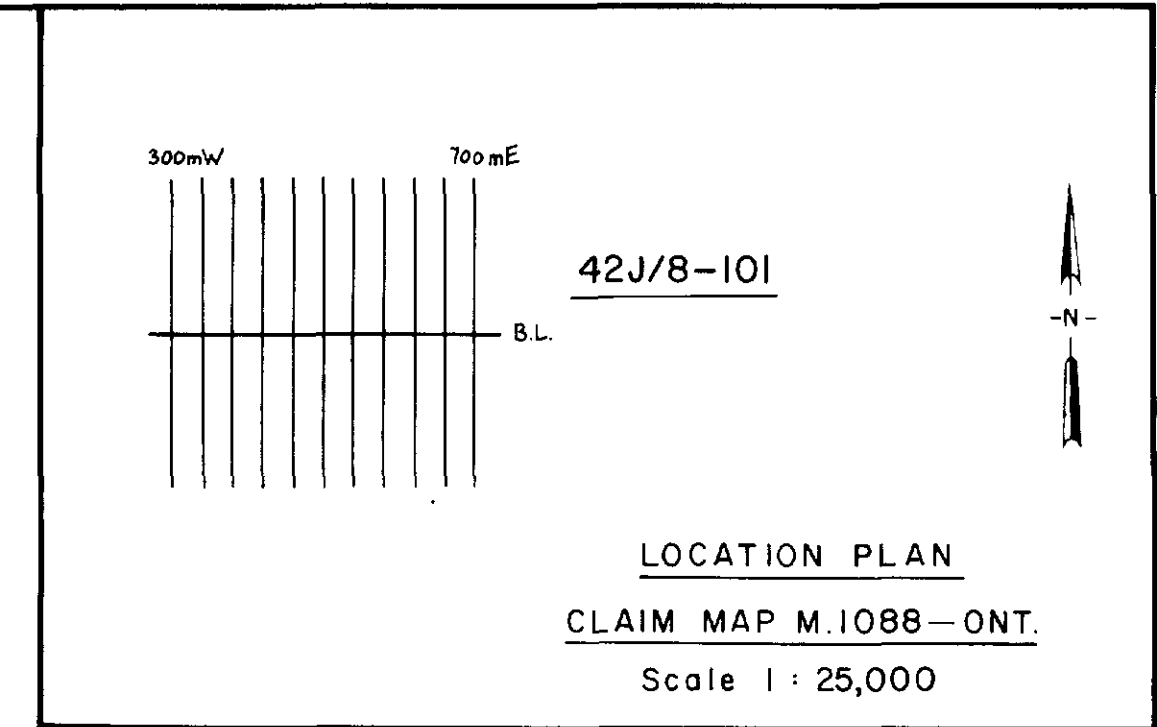 300mW 700mE
42J/8-101
B.L.
-N-
LOCATION PLAN
CLAIM MAP M.1088-ONT.
Scale 1 : 25,000